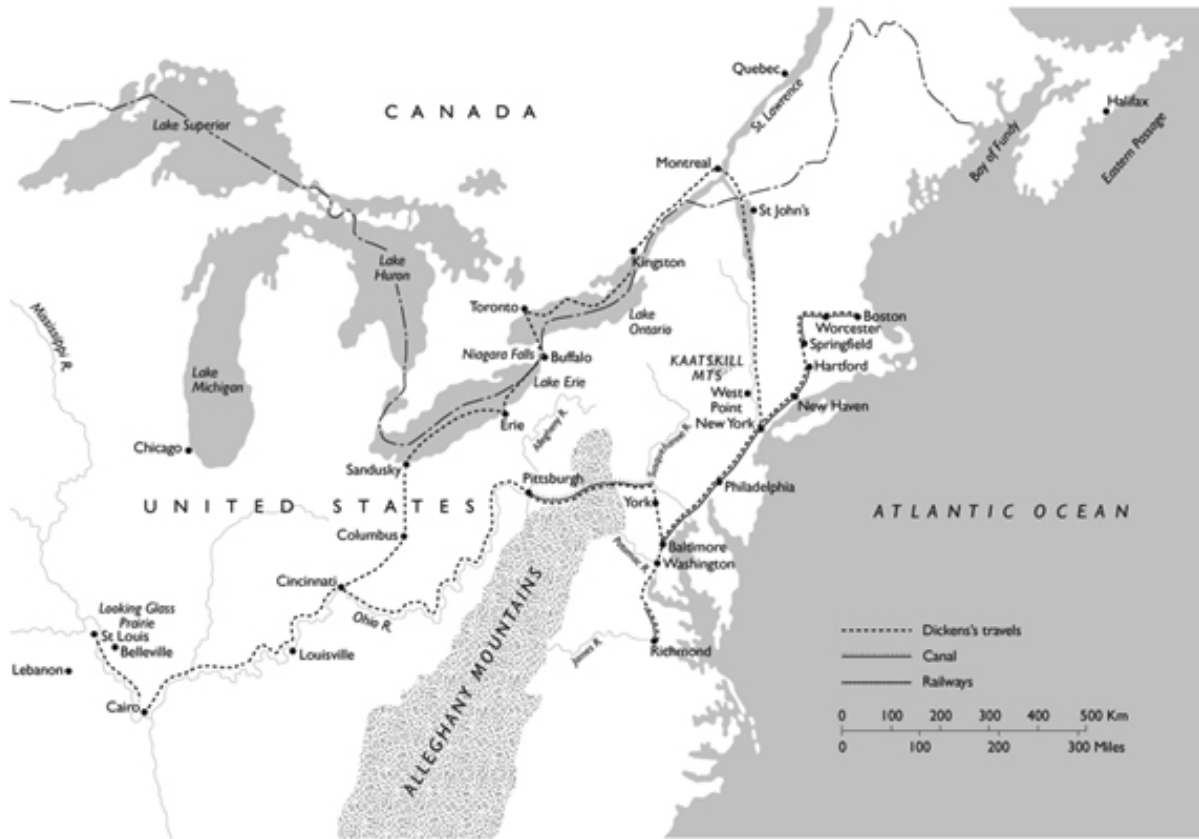 Quebec
CANADA
St. Lawrence
Halifax
Lake Superior
Bay of Fundy
Eastern Passage
Montreal
St John's
Kingston
Lake
Huron
Toronto
Lake
Ontario
Mississippi R.
Boston
Worcester
Springfield
Niagara Falls
Buffalo
KAATSKILL
MTS
Hartford
Lake
Michigan
Lake Erie
West
Point
New Haven
Erie
Allegheny R.
New York
Chicago
Sandusky
Pittsburgh
Philadelphia
UNITED STATES
York
ATLANTIC OCEAN
Columbus
Baltimore
Potomac R.
Washington
Cincinnati
Looking Glass
Prairie
Ohio R.
St Louis
Belleville
Louisville
James R.
Richmond
Lebanon
Cairo
ALLEGHANY MOUNTAINS
Dickens's travels
Canal
Railways
0 100 200 300 400 500 Km
0 100 200 300 Miles